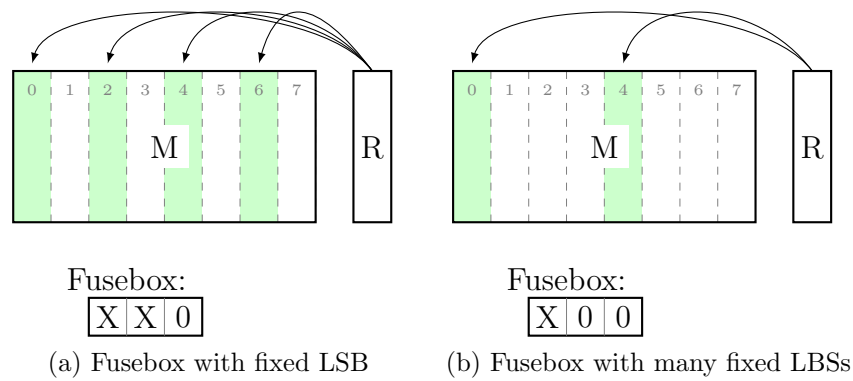 0 1 2 3 4 5 6 7
M
R
Fusebox:
X X 0
(a) Fusebox with fixed LSB
0 1 2 3 4 5 6 7
M
R
Fusebox:
X 0 0
(b) Fusebox with many fixed LBSs